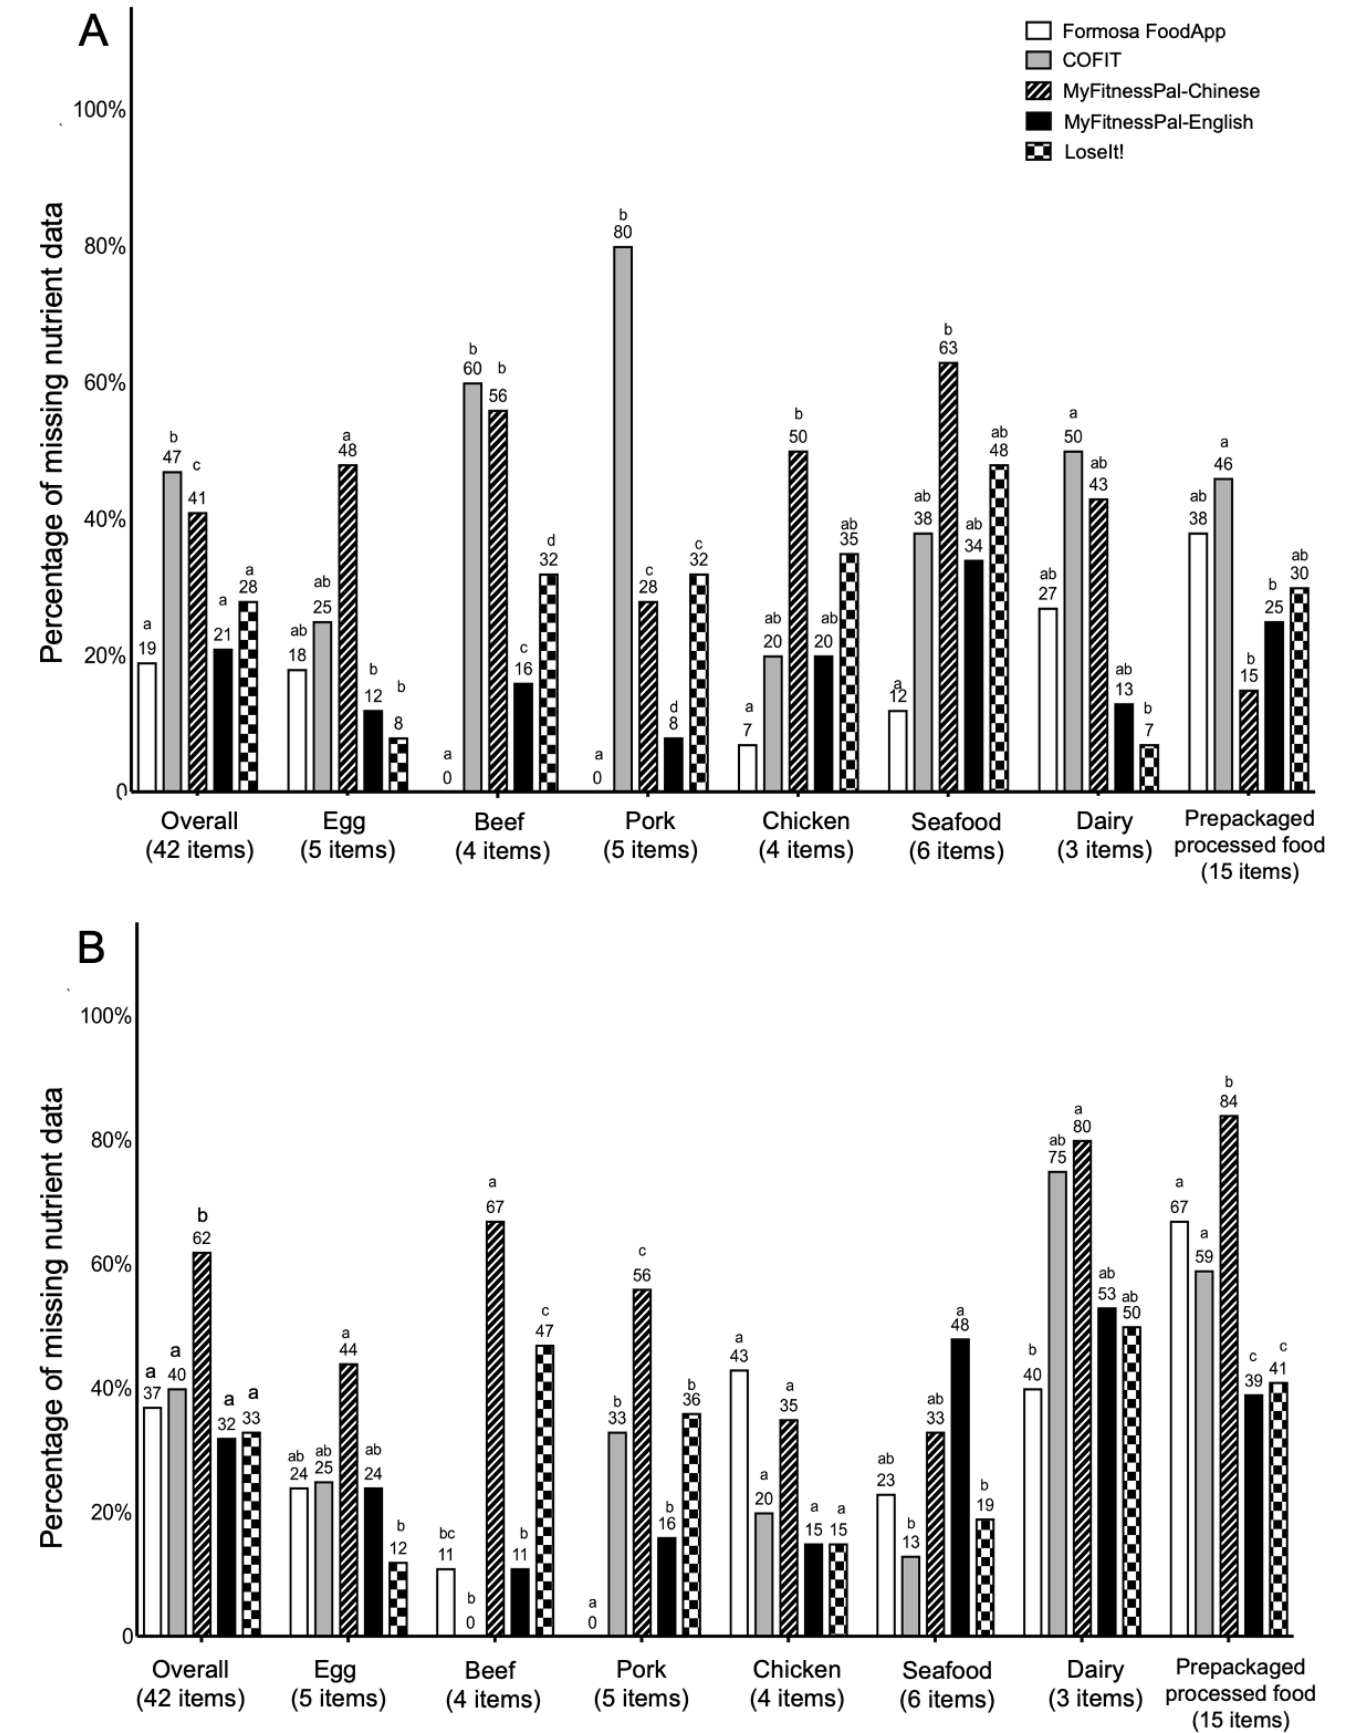 A
Formosa FoodApp
COFIT
MyFitnessPal-Chinese
MyFitnessPal-English
LoseIt!
Percentage of missing nutrient data
100%
80%
60%
40%
20%
0
a
19
b
47
c
41
a
21
a
28
ab
18
ab
25
a
48
b
12
b
8
a
0
b
60
b
56
c
16
d
32
a
0
b
80
c
28
d
8
c
32
a
7
ab
20
b
50
ab
20
ab
35
a
12
ab
38
b
63
ab
34
ab
48
ab
27
a
50
ab
43
ab
13
b
7
ab
38
a
46
b
15
b
25
ab
30
Overall
(42 items)
Egg
(5 items)
Beef
(4 items)
Pork
(5 items)
Chicken
(4 items)
Seafood
(6 items)
Dairy
(3 items)
Prepackaged
processed food
(15 items)
B
Percentage of missing nutrient data
100%
80%
60%
40%
20%
0
a
37
a
40
b
62
a
32
a
33
ab
24
ab
25
a
44
ab
24
b
12
bc
11
b
0
a
67
b
11
c
47
a
0
b
33
c
56
b
16
b
36
a
43
a
20
a
35
a
15
a
15
ab
23
b
13
ab
33
a
48
b
19
b
40
ab
75
a
80
ab
53
ab
50
a
67
a
59
b
84
c
39
c
41
Overall
(42 items)
Egg
(5 items)
Beef
(4 items)
Pork
(5 items)
Chicken
(4 items)
Seafood
(6 items)
Dairy
(3 items)
Prepackaged
processed food
(15 items)